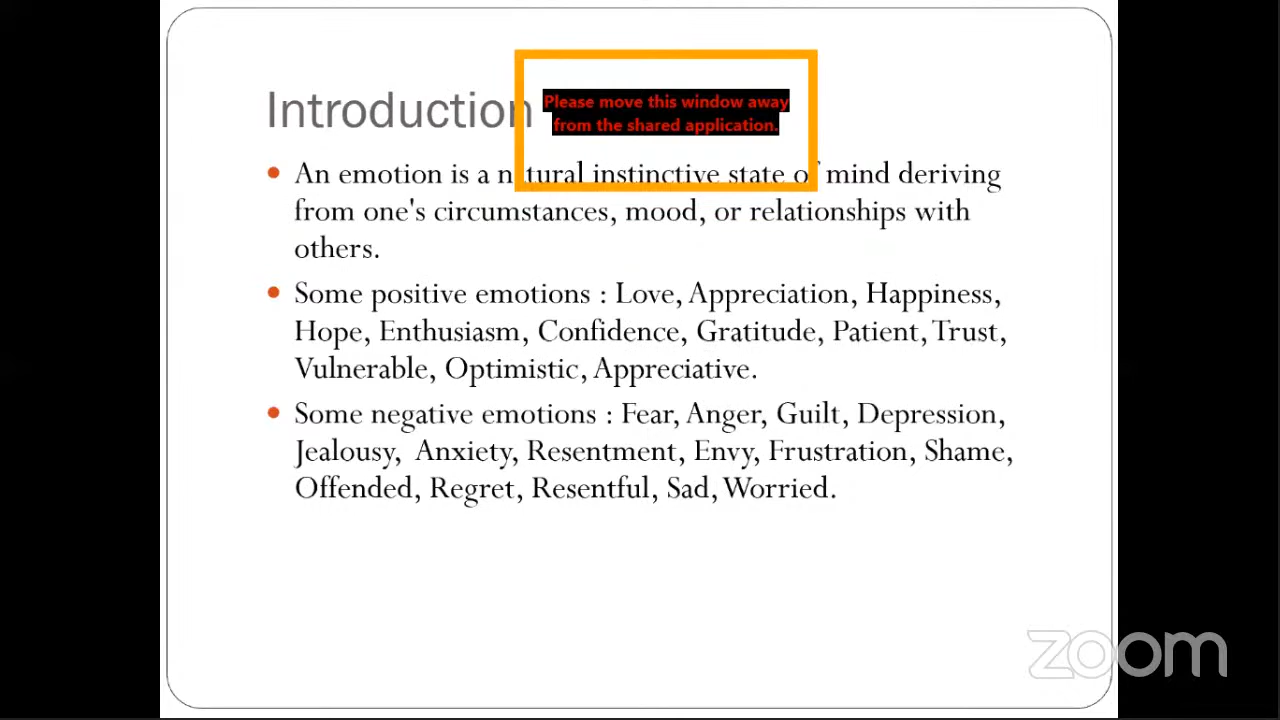 Introduction
Please move this window away
from the shared application.
An emotion is a natural instinctive state of mind deriving
from one's circumstances, mood, or relationships with
others.
Some positive emotions : Love, Appreciation, Happiness,
Hope, Enthusiasm, Confidence, Gratitude, Patient, Trust,
Vulnerable, Optimistic, Appreciative.
Some negative emotions : Fear, Anger, Guilt, Depression,
Jealousy, Anxiety, Resentment, Envy, Frustration, Shame,
Offended, Regret, Resentful, Sad, Worried.
zoom